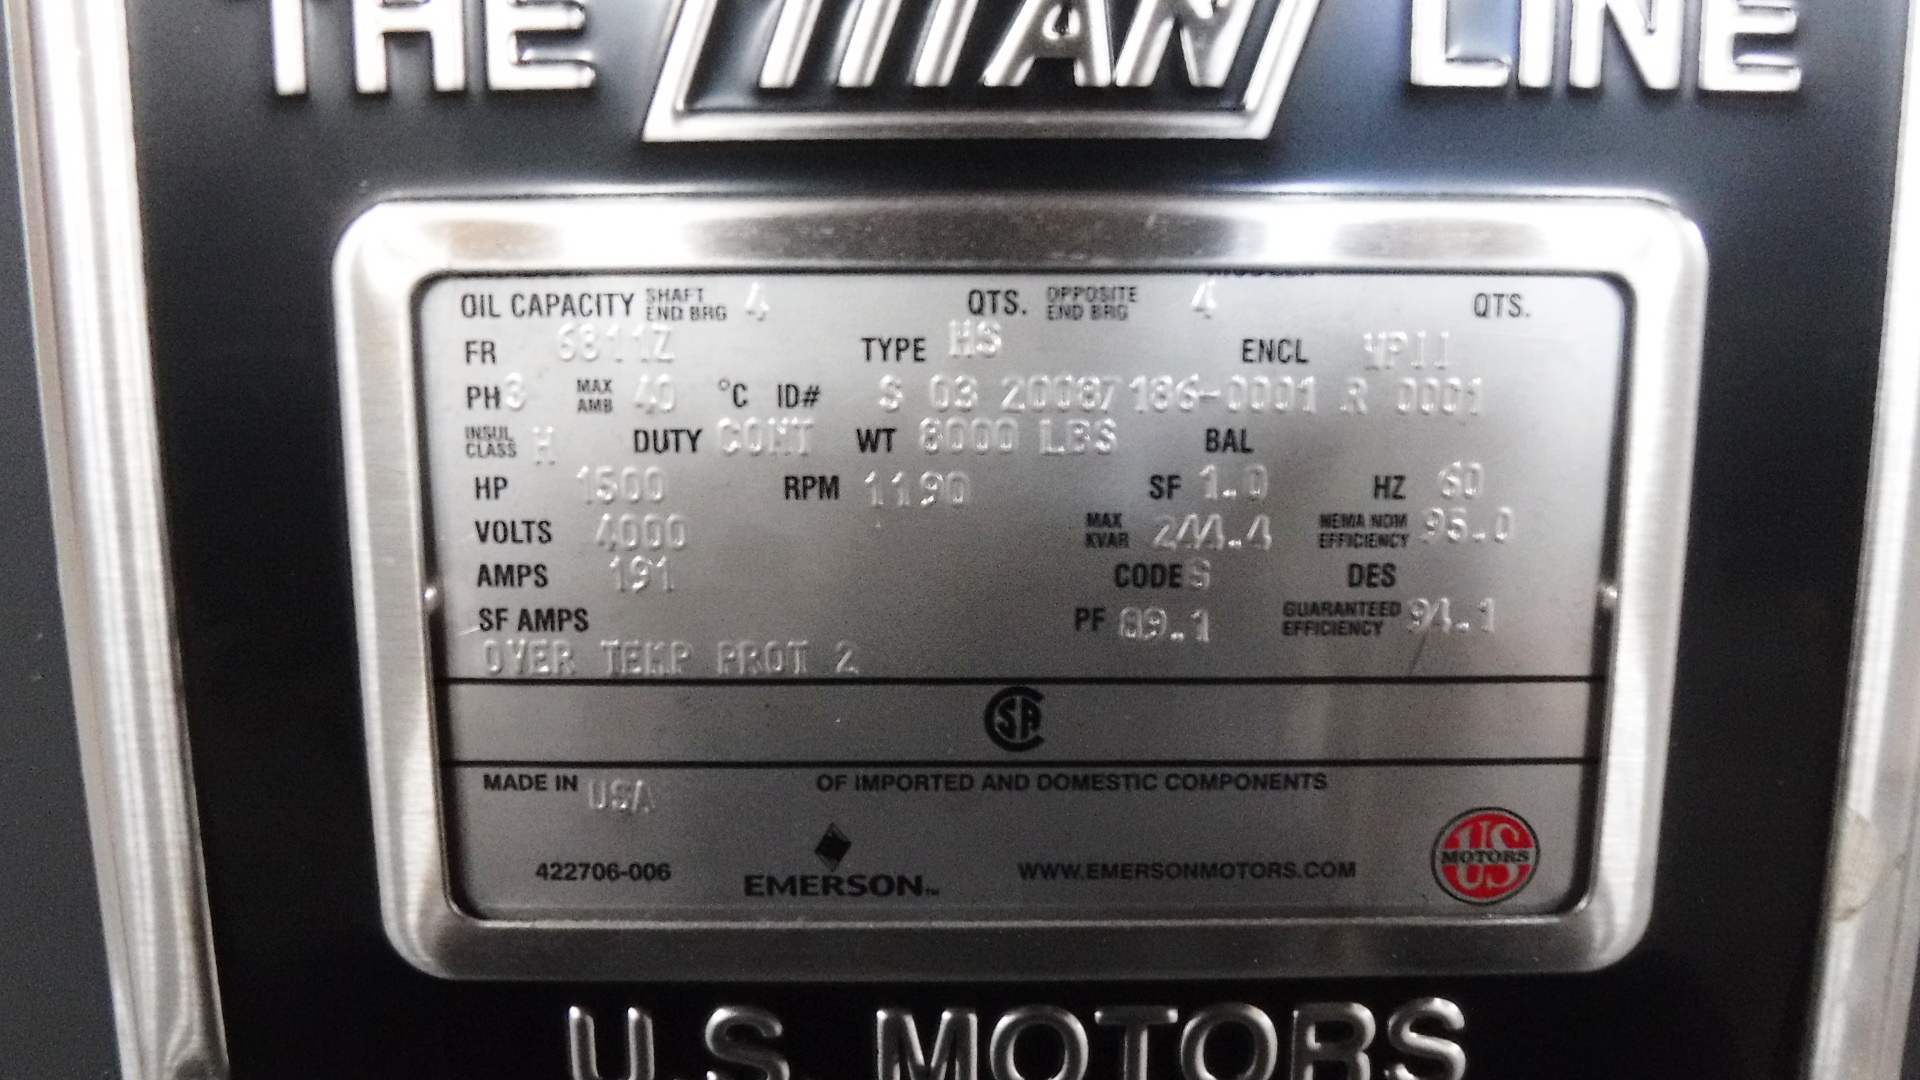 THE TITAN LINE
OIL CAPACITY SHAFT END BRG 4 QTS. OPPOSITE END BRG 4 QTS.
FR 6811Z TYPE HS ENCL WPII
PH 3 MAX AMB 40 °C ID# S 03 20087186-0001 R 0001
INSUL CLASS H DUTY CONT WT 8000 LBS BAL
HP 1500 RPM 1190 SF 1.0 HZ 60
VOLTS 4000 MAX KVAR 244.4 NEMA NOM EFFICIENCY 95.0
AMPS 191 CODE S DES
SF AMPS PF 89.1 GUARANTEED EFFICIENCY 94.1
OVER TEMP PROT 2
CSA
MADE IN USA OF IMPORTED AND DOMESTIC COMPONENTS
422706-006 EMERSON™ WWW.EMERSONMOTORS.COM US MOTORS
U.S. MOTORS